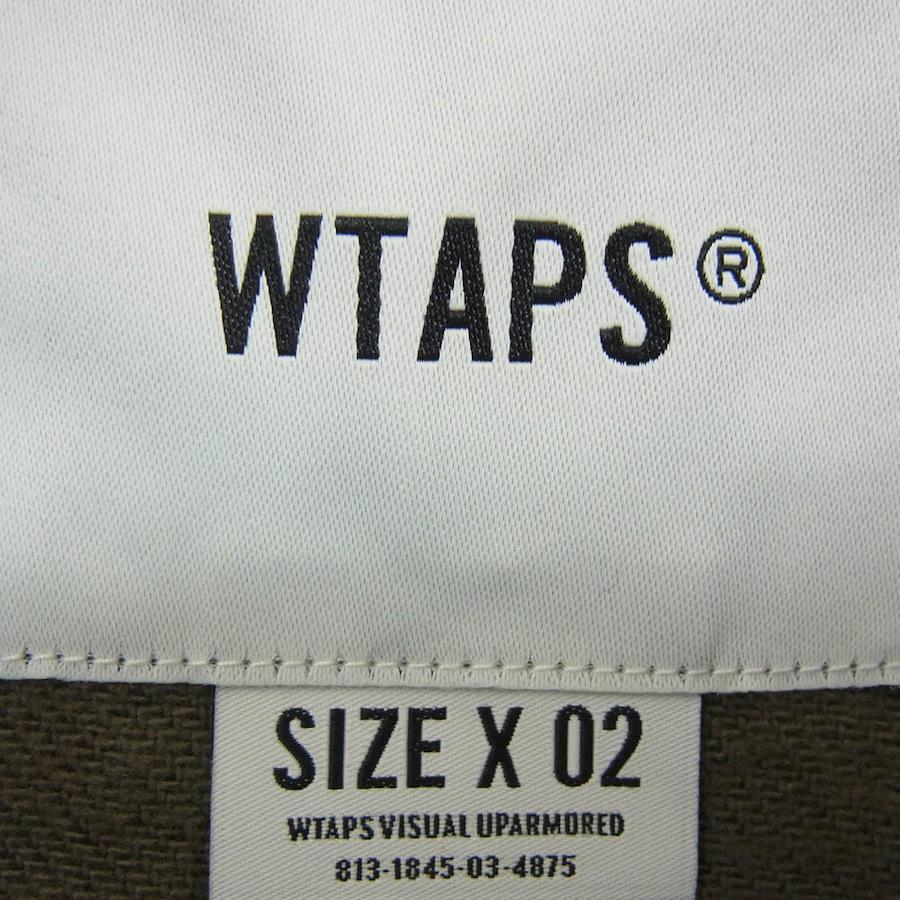 WTAPS®
SIZE X 02
WTAPS VISUAL UPARMORED
813-1845-03-4875